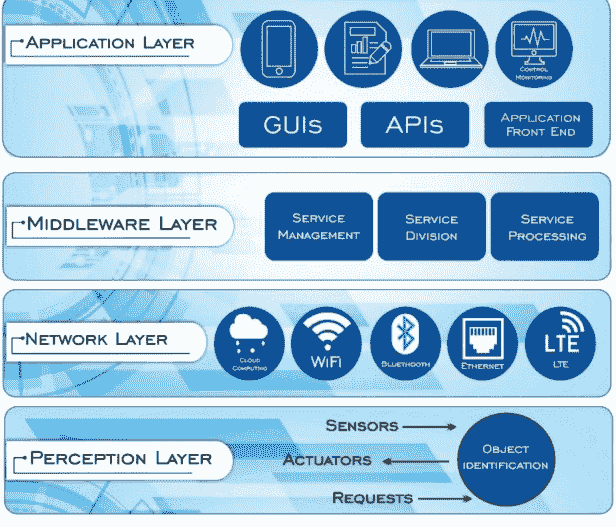 APPLICATION LAYER
CONTROL
MONITORING
GUIs
APIs
APPLICATION
FRONT END
MIDDLEWARE LAYER
SERVICE
MANAGEMENT
SERVICE
DIVISION
SERVICE
PROCESSING
NETWORK LAYER
CLOUD
COMPUTING
WiFi
BLUETHOOTH
ETHERNET
LTE
LTE
PERCEPTION LAYER
SENSORS
ACTUATORS
REQUESTS
OBJECT
IDENTIFICATION